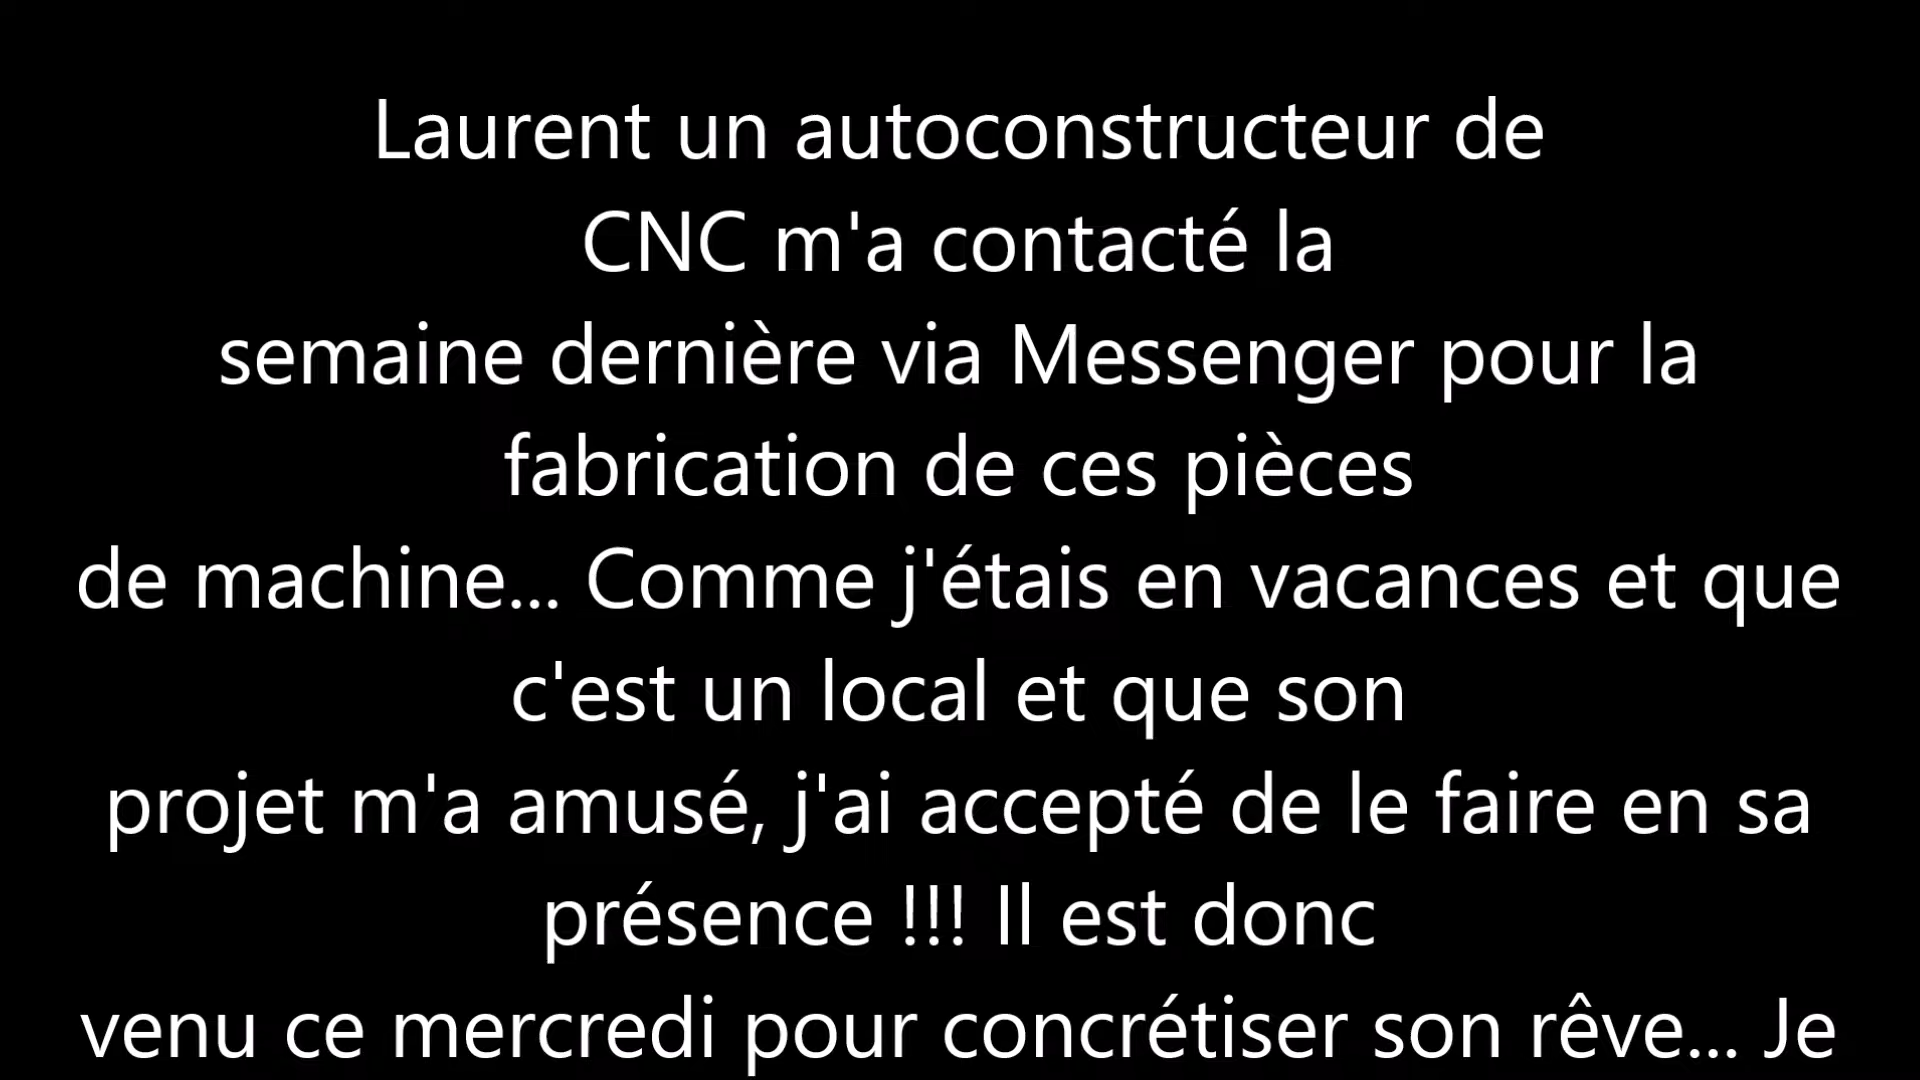 Laurent un autoconstructeur de
CNC m'a contacté la
semaine dernière via Messenger pour la
fabrication de ces pièces
de machine... Comme j'étais en vacances et que
c'est un local et que son
projet m'a amusé, j'ai accepté de le faire en sa
présence !!! Il est donc
venu ce mercredi pour concrétiser son rêve... Je